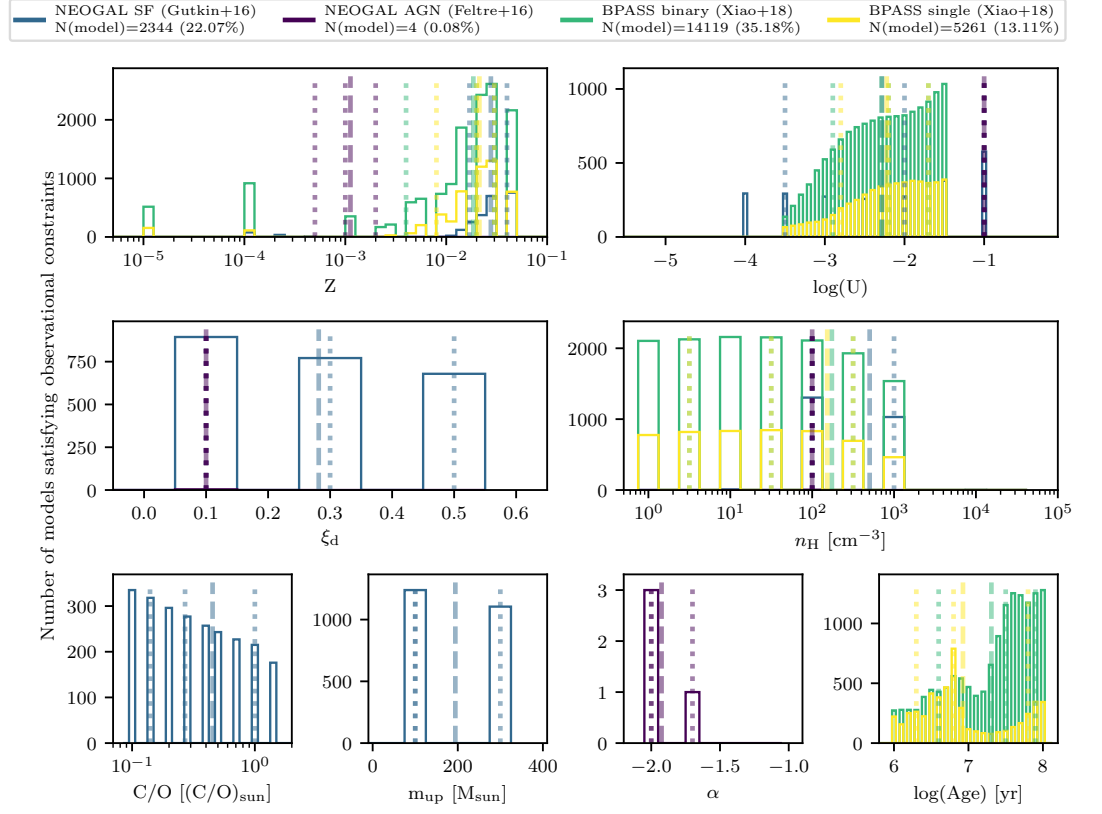 NEOGAL SF (Gutkin+16)
N(model)=2344 (22.07%)
NEOGAL AGN (Feltre+16)
N(model)=4 (0.08%)
BPASS binary (Xiao+18)
N(model)=14119 (35.18%)
BPASS single (Xiao+18)
N(model)=5261 (13.11%)
Number of models satisfying observational constraints
2000
1000
0
10⁻⁵ 10⁻⁴ 10⁻³ 10⁻² 10⁻¹
Z
1000
500
0
−5 −4 −3 −2 −1
log(U)
750
500
250
0
0.0 0.1 0.2 0.3 0.4 0.5 0.6
ξd
2000
1000
0
10⁰ 10¹ 10² 10³ 10⁴ 10⁵
nH [cm⁻³]
300
200
100
0
10⁻¹ 10⁰
C/O [(C/O)sun]
1000
500
0
0 200 400
mup [Msun]
3
2
1
0
−2.0 −1.5 −1.0
α
1000
500
0
6 7 8
log(Age) [yr]